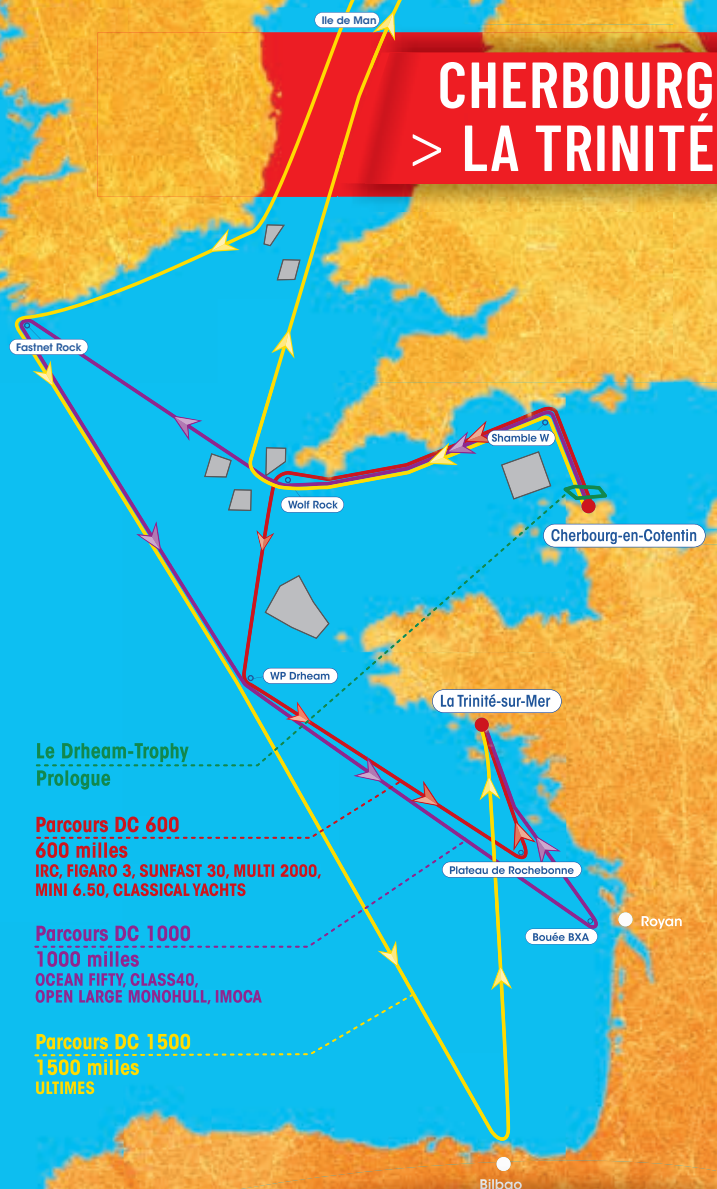 Ile de Man
CHERBOURG
> LA TRINITÉ
Fastnet Rock
Shamble W
Wolf Rock
Cherbourg-en-Cotentin
WP Drheam
La Trinité-sur-Mer
Le Drheam-Trophy
Prologue
Parcours DC 600
600 milles
IRC, FIGARO 3, SUNFAST 30, MULTI 2000,
MINI 6.50, CLASSICAL YACHTS
Plateau de Rochebonne
Royan
Bouée BXA
Parcours DC 1000
1000 milles
OCEAN FIFTY, CLASS40,
OPEN LARGE MONOHULL, IMOCA
Parcours DC 1500
1500 milles
ULTIMES
Bilbao